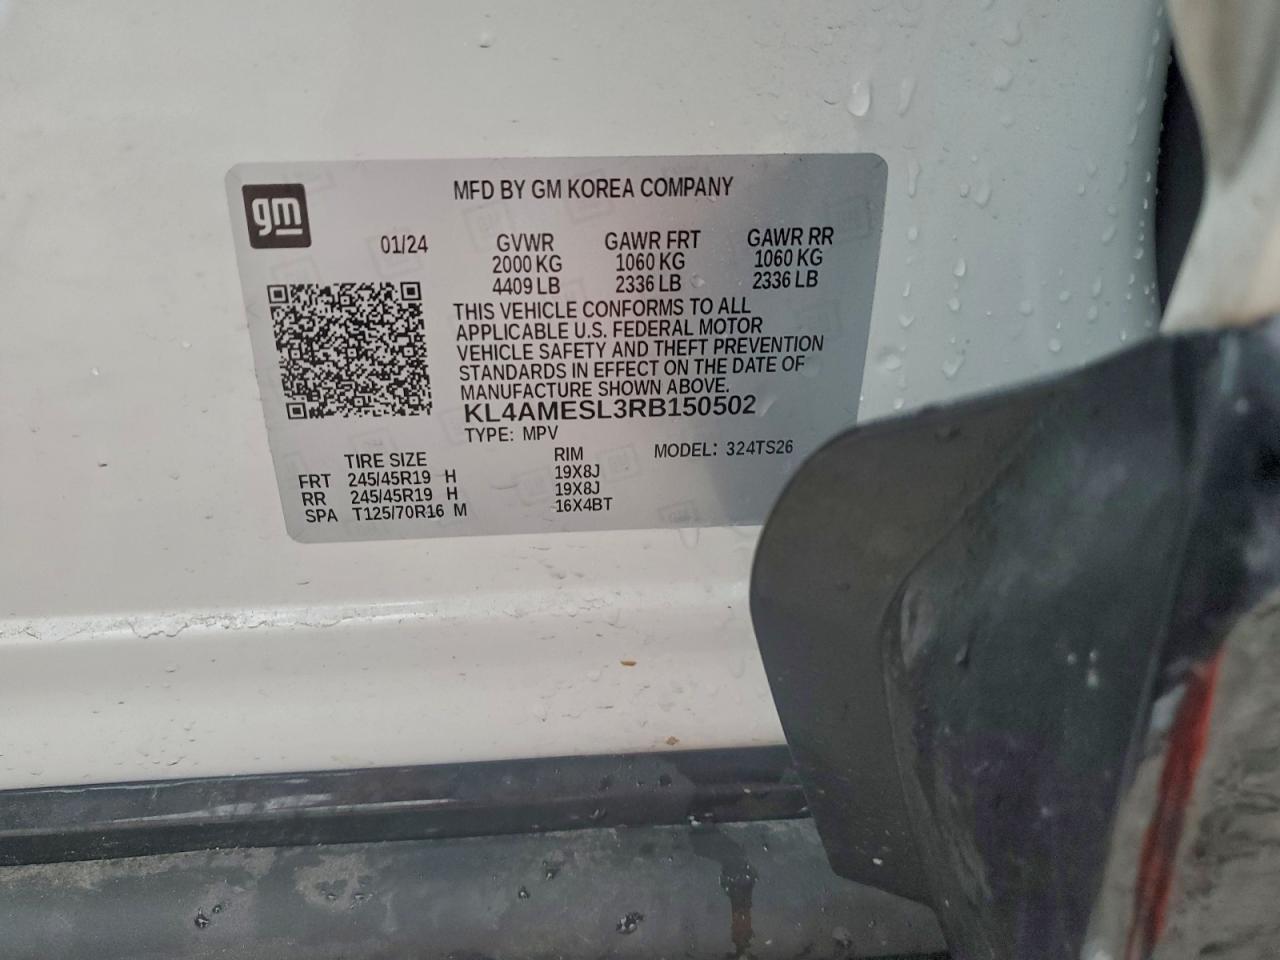 gm
MFD BY GM KOREA COMPANY
01/24 GVWR GAWR FRT GAWR RR
2000 KG 1060 KG 1060 KG
4409 LB 2336 LB 2336 LB
THIS VEHICLE CONFORMS TO ALL
APPLICABLE U.S. FEDERAL MOTOR
VEHICLE SAFETY AND THEFT PREVENTION
STANDARDS IN EFFECT ON THE DATE OF
MANUFACTURE SHOWN ABOVE.
KL4AMESL3RB150502
TYPE: MPV
TIRE SIZE RIM MODEL: 324TS26
FRT 245/45R19 H 19X8J
RR 245/45R19 H 19X8J
SPA T125/70R16 M 16X4BT